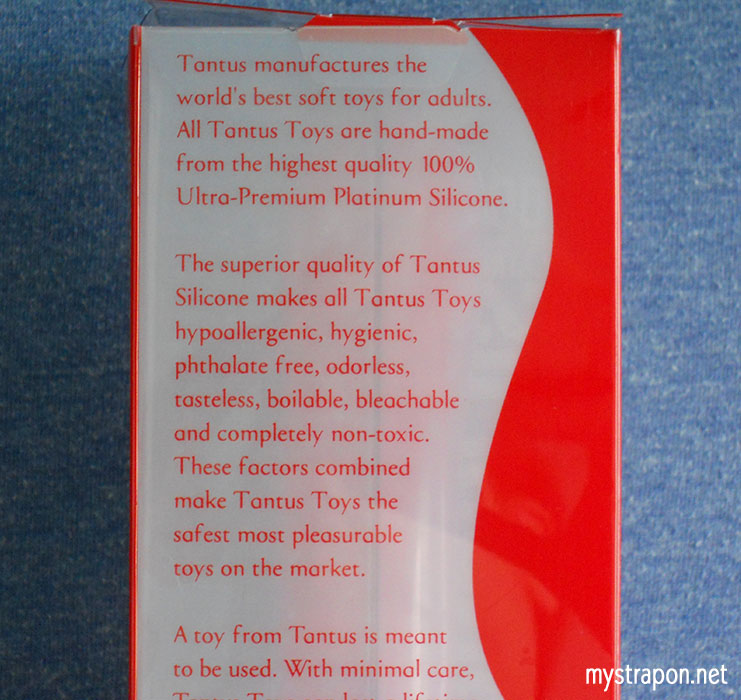 Tantus manufactures the
world's best soft toys for adults.
All Tantus Toys are hand-made
from the highest quality 100%
Ultra-Premium Platinum Silicone.
The superior quality of Tantus
Silicone makes all Tantus Toys
hypoallergenic, hygienic,
phthalate free, odorless,
tasteless, boilable, bleachable
and completely non-toxic.
These factors combined
make Tantus Toys the
safest most pleasurable
toys on the market.
A toy from Tantus is meant
to be used. With minimal care,
mystrapon.net